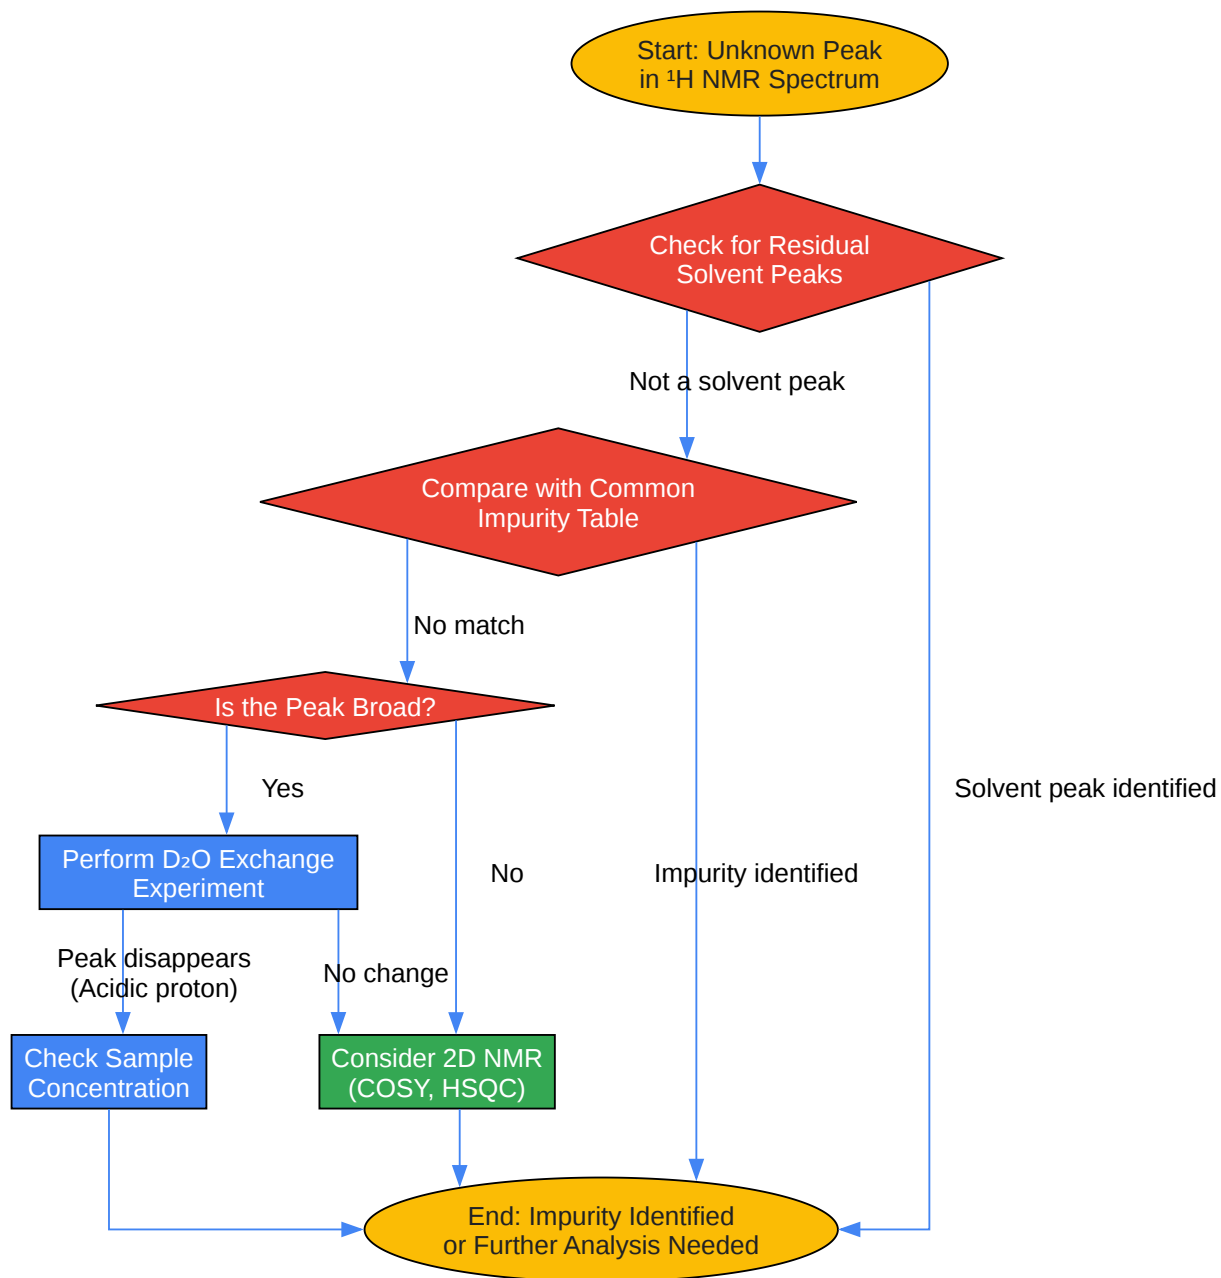 Start: Unknown Peak
in ¹H NMR Spectrum
Check for Residual
Solvent Peaks
Not a solvent peak
Compare with Common
Impurity Table
No match
Is the Peak Broad?
Yes
Solvent peak identified
Perform D₂O Exchange
Experiment
No
Impurity identified
Peak disappears
(Acidic proton)
No change
Check Sample
Concentration
Consider 2D NMR
(COSY, HSQC)
End: Impurity Identified
or Further Analysis Needed